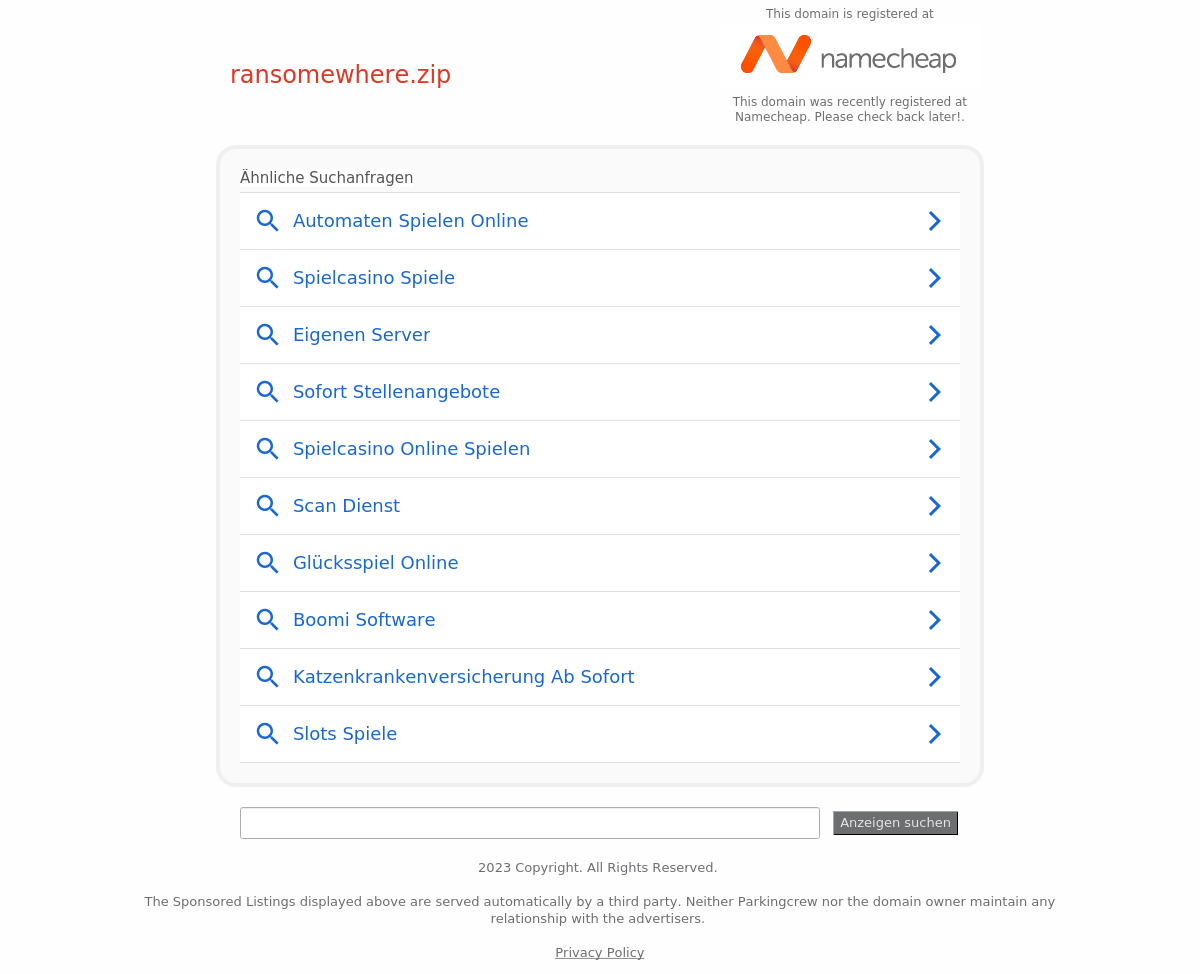 This domain is registered at
namecheap
ransomewhere.zip
This domain was recently registered at
Namecheap. Please check back later!.
Ähnliche Suchanfragen
Automaten Spielen Online
Spielcasino Spiele
Eigenen Server
Sofort Stellenangebote
Spielcasino Online Spielen
Scan Dienst
Glücksspiel Online
Boomi Software
Katzenkrankenversicherung Ab Sofort
Slots Spiele
Anzeigen suchen
2023 Copyright. All Rights Reserved.
The Sponsored Listings displayed above are served automatically by a third party. Neither Parkingcrew nor the domain owner maintain any
relationship with the advertisers.
Privacy Policy